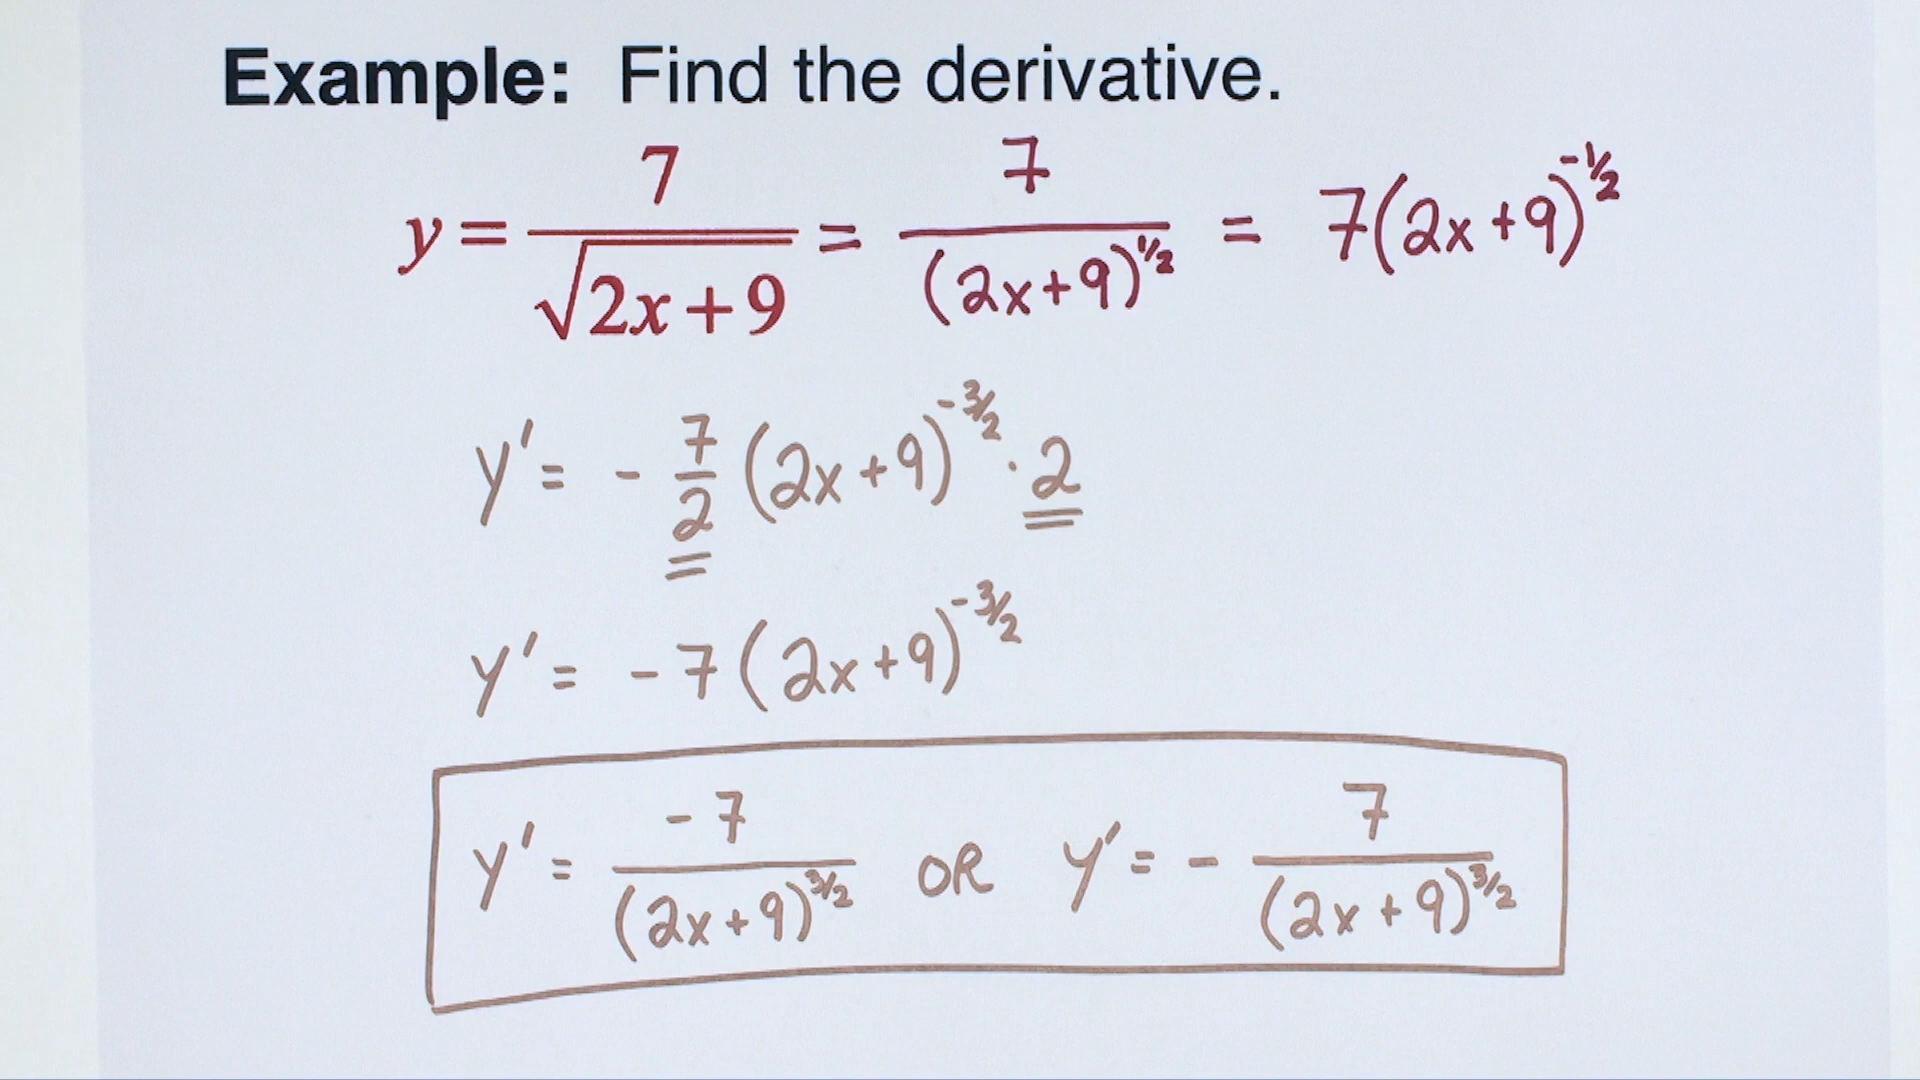 Example: Find the derivative.
y = 7/√(2x+9) = 7/(2x+9)^(1/2) = 7(2x+9)^(-1/2)
y' = - 7/2 (2x+9)^(-3/2) · 2
y' = -7(2x+9)^(-3/2)
y' = -7/(2x+9)^(3/2) OR y' = - 7/(2x+9)^(3/2)